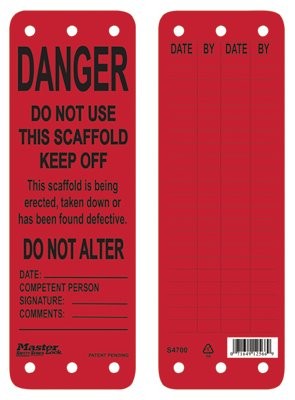 DANGER
DO NOT USE
THIS SCAFFOLD
KEEP OFF
This scaffold is being
erected, taken down or
has been found defective.
DO NOT ALTER
DATE:
COMPETENT PERSON
SIGNATURE:
COMMENTS:
Master Lock
PATENT PENDING
DATE BY DATE BY
S4700